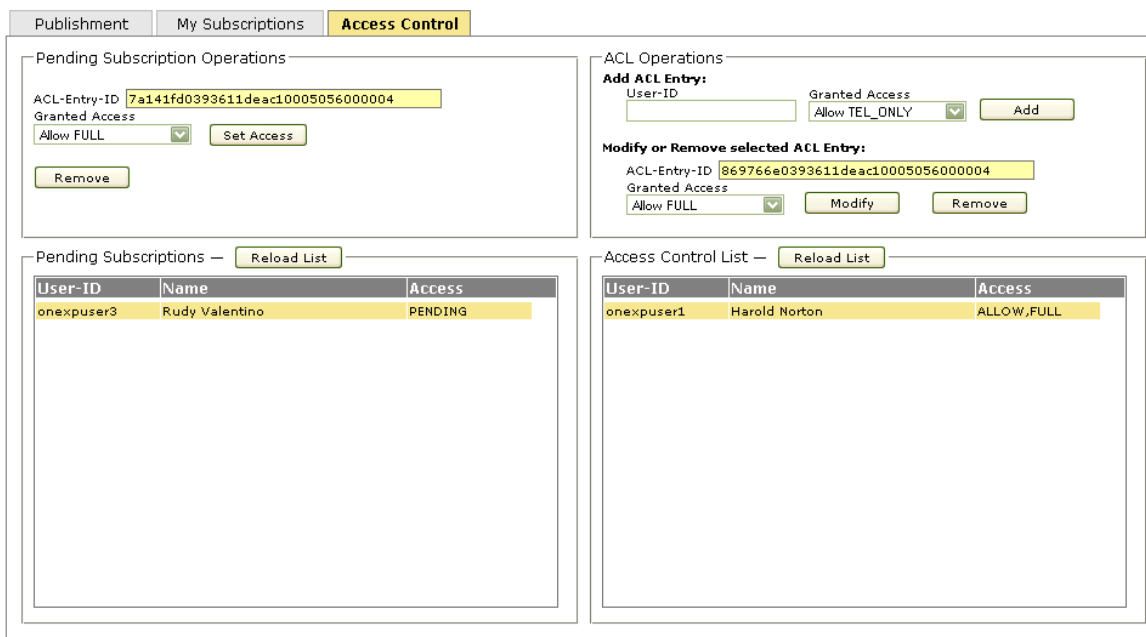 Publishment My Subscriptions Access Control
Pending Subscription Operations
ACL-Entry-ID 7a141fd0393611deac10005056000004
Granted Access
Allow FULL Set Access
Remove
ACL Operations
Add ACL Entry:
User-ID Granted Access
Allow TEL_ONLY Add
Modify or Remove selected ACL Entry:
ACL-Entry-ID 869766e0393611deac10005056000004
Granted Access
Allow FULL Modify Remove
Pending Subscriptions — Reload List
User-ID Name Access
onexpuser3 Rudy Valentino PENDING
Access Control List — Reload List
User-ID Name Access
onexpuser1 Harold Norton ALLOW,FULL